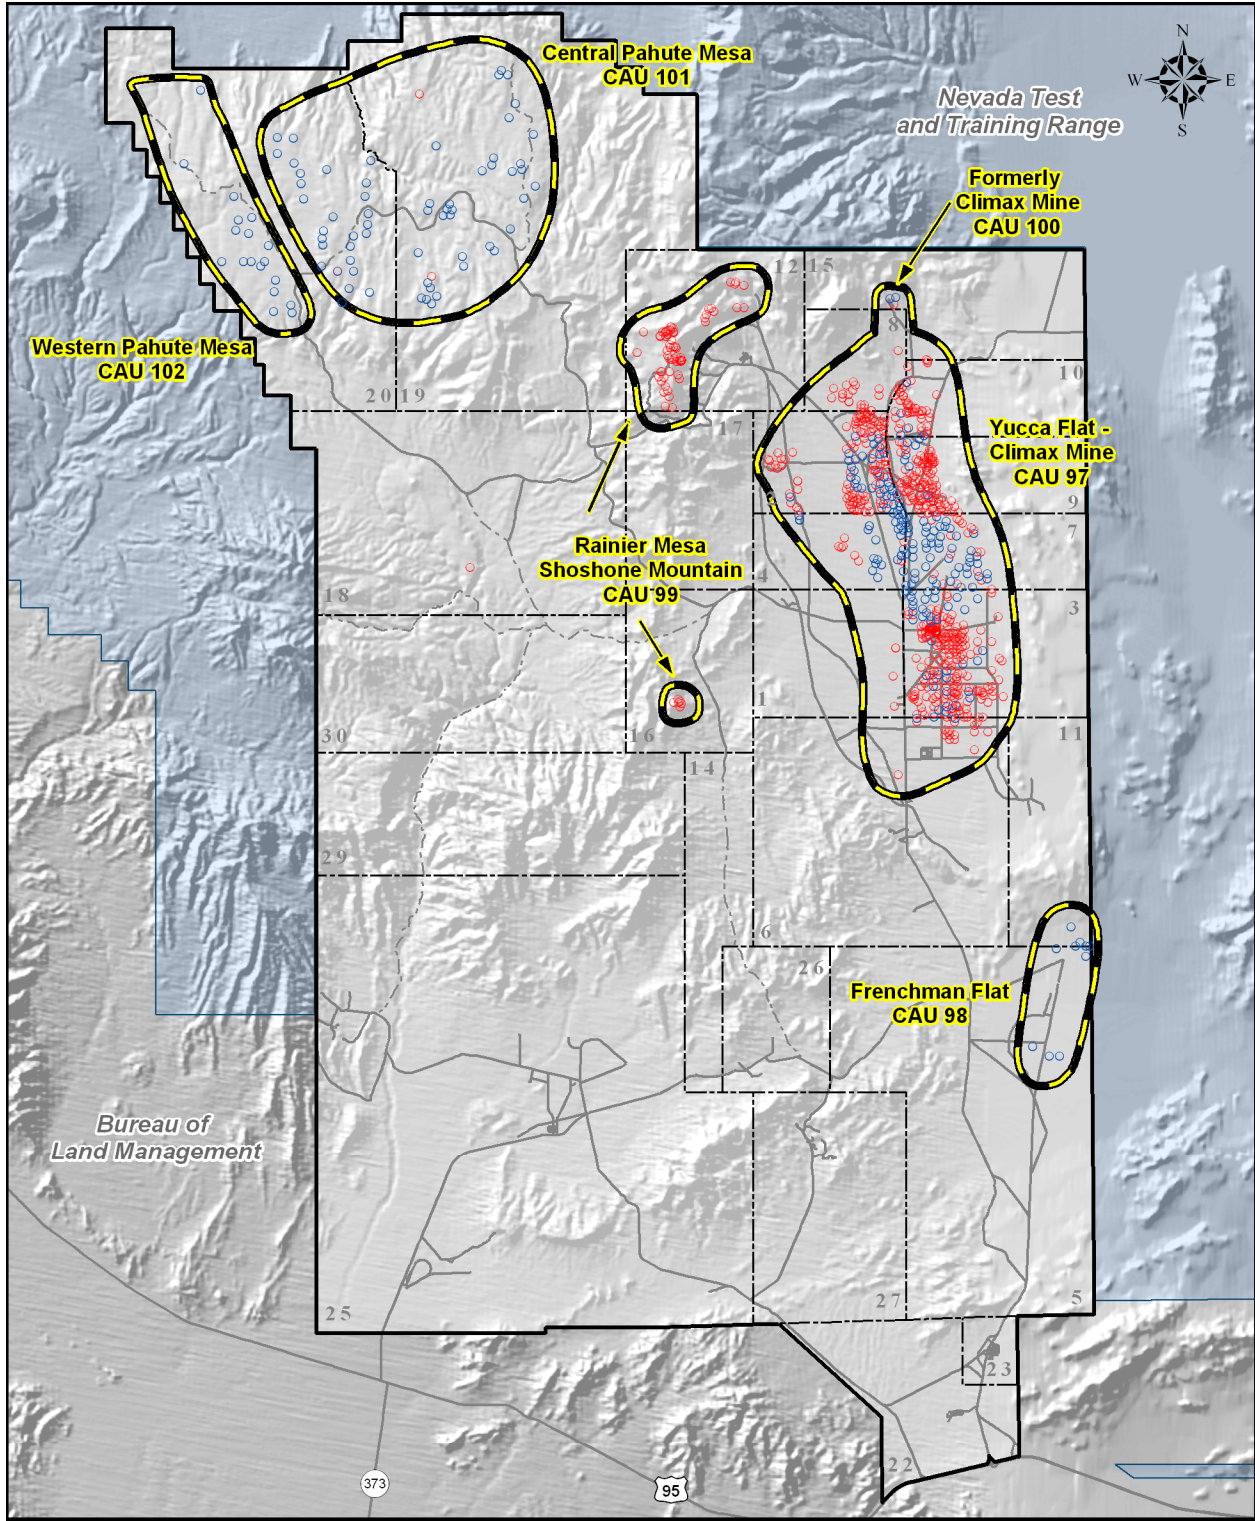 Central Pahute Mesa
CAU 101
N
W
E
S
Nevada Test
and Training Range
Formerly
Climax Mine
CAU 100
12
15
8
Western Pahute Mesa
CAU 102
20
19
10
17
Yucca Flat -
Climax Mine
CAU 97
2
9
7
Rainier Mesa
Shoshone Mountain
CAU 99
4
18
3
1
30
16
14
11
29
6
26
Frenchman Flat
CAU 98
Bureau of
Land Management
25
27
5
23
22
373
95